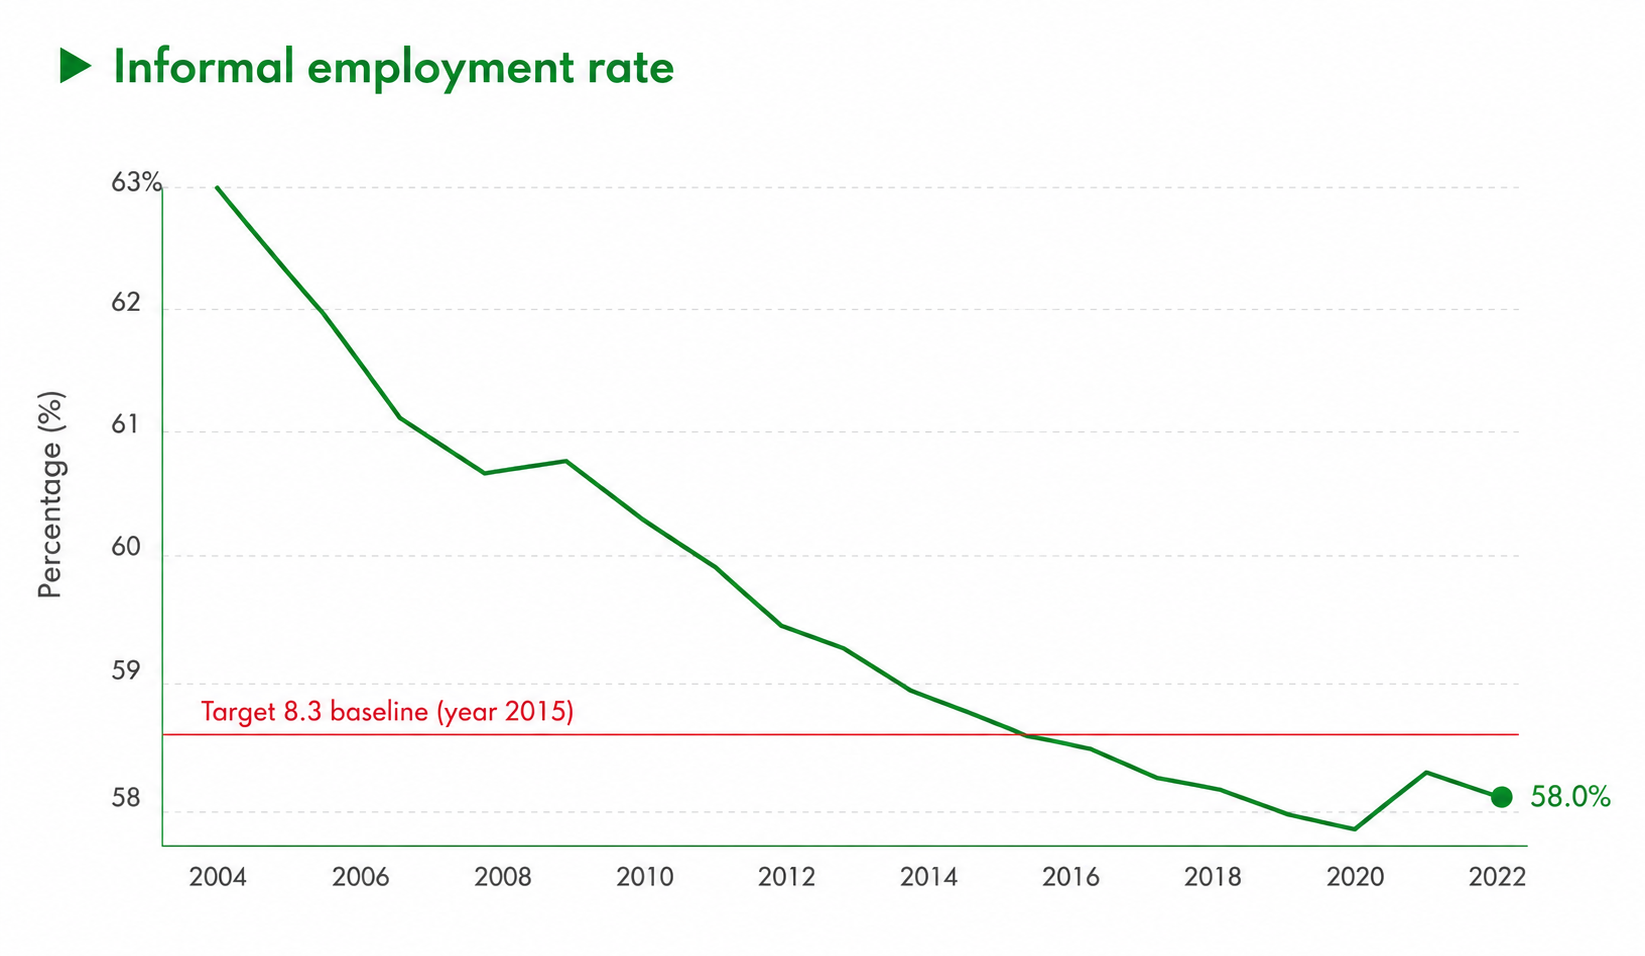 Informal employment rate
63%
62
61
60
59
58
Percentage (%)
Target 8.3 baseline (year 2015)
58.0%
2004 2006 2008 2010 2012 2014 2016 2018 2020 2022